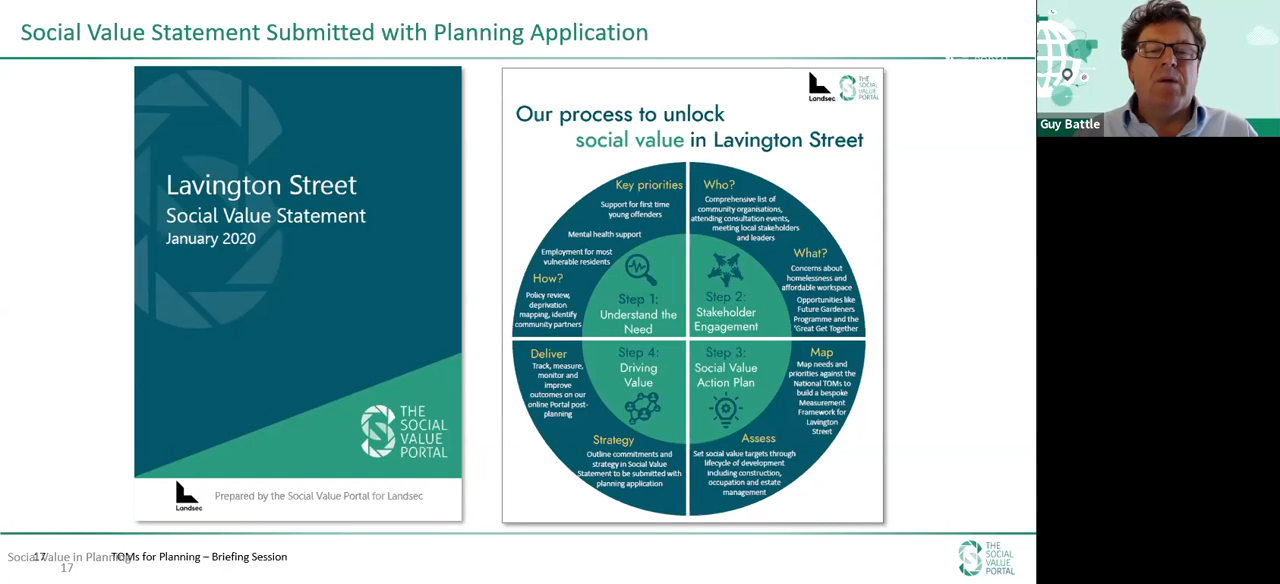 Social Value Statement Submitted with Planning Application
Lavington Street
Social Value Statement
January 2020
THE
SOCIAL
VALUE
PORTAL
Landsec
Prepared by the Social Value Portal for Landsec
Landsec
THE
SOCIAL
VALUE
PORTAL
Our process to unlock
social value in Lavington Street
Key priorities
Support for first time
young offenders
Mental health support
Employment for most
vulnerable residents
How?
Policy review,
deprivation
mapping, identify
community partners
Step 1:
Understand the
Need
Who?
Comprehensive list of
community organisations,
attending consultation events,
meeting local stakeholders
and leaders
What?
Concerns about
homelessness and
affordable workspace
Opportunities like
Future Gardeners
Programme and the
'Great Get Together
Step 2:
Stakeholder
Engagement
Step 3:
Social Value
Action Plan
Map
Map needs and
priorities against the
National TOMs to
build a bespoke
Measurement
Framework for
Lavington
Street
Assess
Set social value targets through
lifecycle of development
including construction,
occupation and estate
management
Step 4:
Driving
Value
Deliver
Track, measure,
monitor and
improve
outcomes on our
online Portal post-
planning
Strategy
Outline commitments and
strategy in Social Value
Statement to be submitted with
planning application
Social Value in Planning
17
TOMs for Planning – Briefing Session
17
THE
SOCIAL
VALUE
PORTAL
Guy Battle